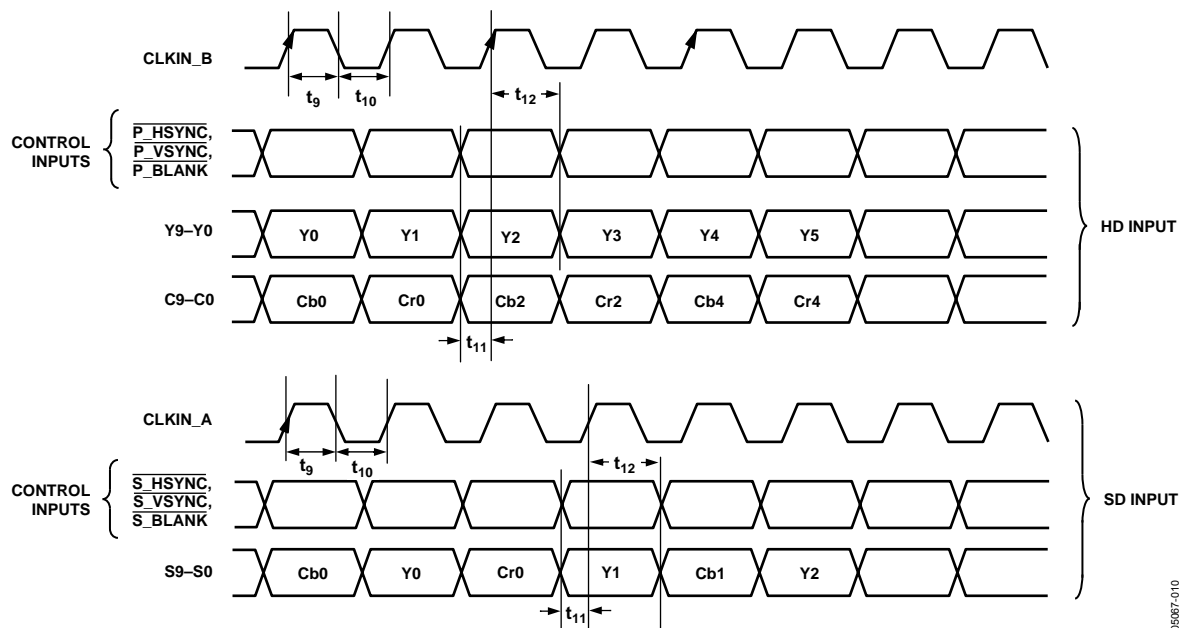 CLKIN_B
t9
t10
t12
CONTROL
INPUTS
P_HSYNC,
P_VSYNC,
P_BLANK
Y9–Y0
Y0 Y1 Y2 Y3 Y4 Y5
HD INPUT
C9–C0
Cb0 Cr0 Cb2 Cr2 Cb4 Cr4
t11
CLKIN_A
t9
t10
t12
CONTROL
INPUTS
S_HSYNC,
S_VSYNC,
S_BLANK
SD INPUT
S9–S0
Cb0 Y0 Cr0 Y1 Cb1 Y2
t11
05067-010